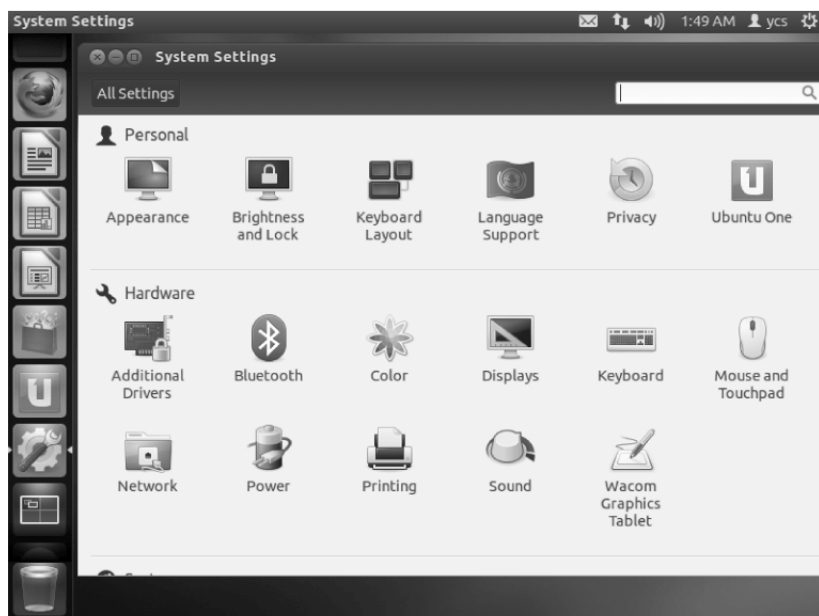 System Settings
1:49 AM ycs
System Settings
All Settings
Personal
Appearance
Brightness
and Lock
Keyboard
Layout
Language
Support
Privacy
Ubuntu One
Hardware
Additional
Drivers
Bluetooth
Color
Displays
Keyboard
Mouse and
Touchpad
Network
Power
Printing
Sound
Wacom
Graphics
Tablet